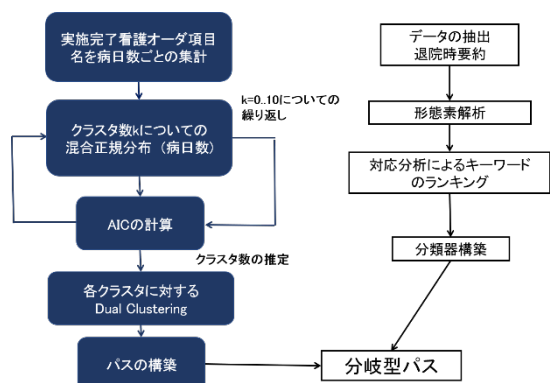 実施完了看護オーダ項目
名を病日数ごとの集計
k=0..10についての
繰り返し
クラスタ数kについての
混合正規分布（病日数）
AICの計算
クラスタ数の推定
各クラスタに対する
Dual Clustering
パスの構築
データの抽出
退院時要約
形態素解析
対応分析によるキーワード
のランキング
分類器構築
分岐型パス